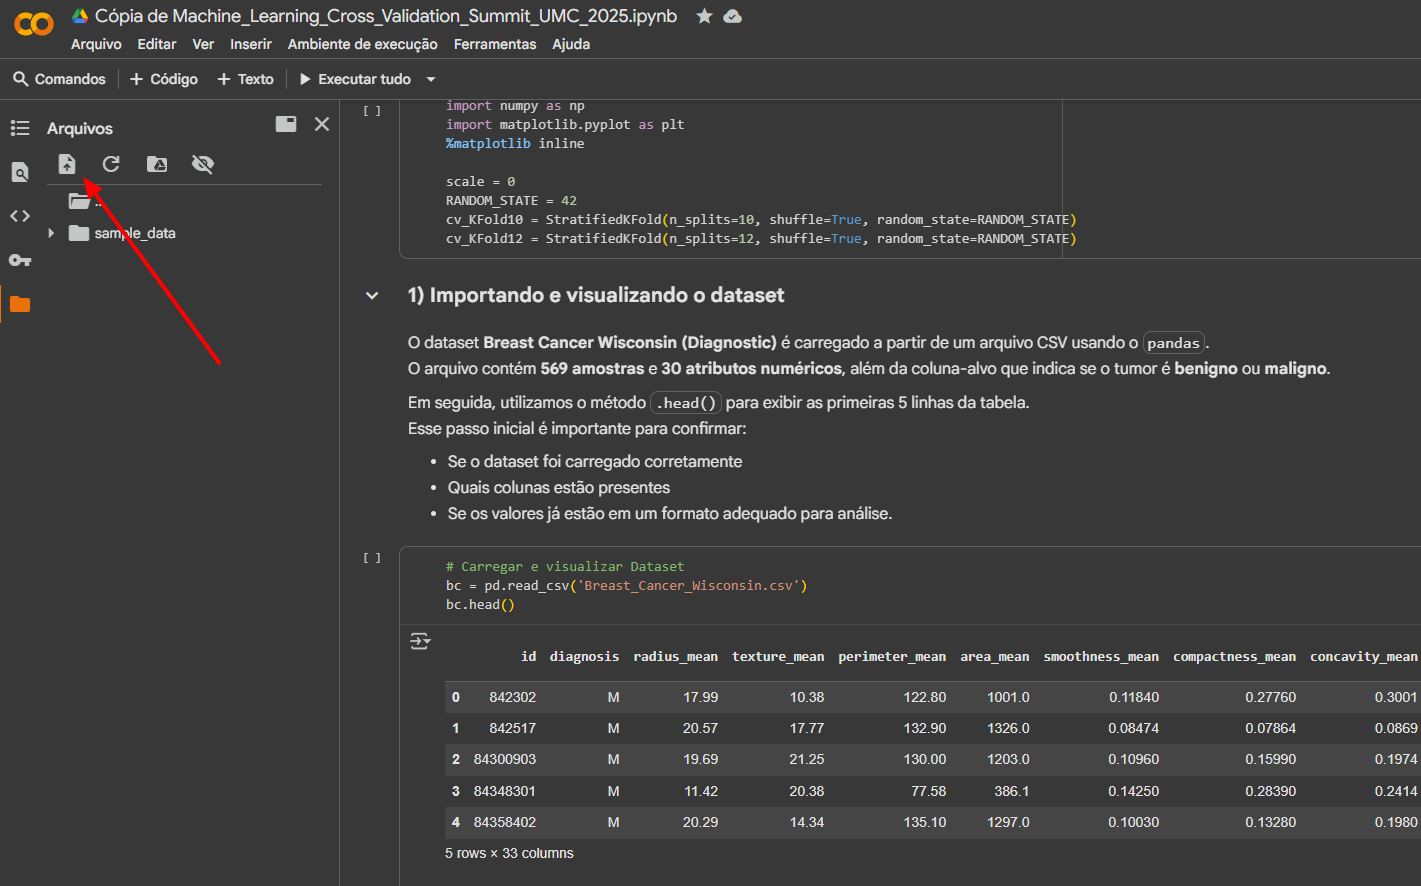 Cópia de Machine_Learning_Cross_Validation_Summit_UMC_2025.ipynb
Arquivo Editar Ver Inserir Ambiente de execução Ferramentas Ajuda
Comandos + Código + Texto Executar tudo
Arquivos
..
sample_data
[ ]
import numpy as np
import matplotlib.pyplot as plt
%matplotlib inline
scale = 0
RANDOM_STATE = 42
cv_KFold10 = StratifiedKFold(n_splits=10, shuffle=True, random_state=RANDOM_STATE)
cv_KFold12 = StratifiedKFold(n_splits=12, shuffle=True, random_state=RANDOM_STATE)
1) Importando e visualizando o dataset
O dataset Breast Cancer Wisconsin (Diagnostic) é carregado a partir de um arquivo CSV usando o pandas.
O arquivo contém 569 amostras e 30 atributos numéricos, além da coluna-alvo que indica se o tumor é benigno ou maligno.
Em seguida, utilizamos o método .head() para exibir as primeiras 5 linhas da tabela.
Esse passo inicial é importante para confirmar:
• Se o dataset foi carregado corretamente
• Quais colunas estão presentes
• Se os valores já estão em um formato adequado para análise.
[ ]
# Carregar e visualizar Dataset
bc = pd.read_csv('Breast_Cancer_Wisconsin.csv')
bc.head()
id diagnosis radius_mean texture_mean perimeter_mean area_mean smoothness_mean compactness_mean concavity_mean
0 842302 M 17.99 10.38 122.80 1001.0 0.11840 0.27760 0.3001
1 842517 M 20.57 17.77 132.90 1326.0 0.08474 0.07864 0.0869
2 84300903 M 19.69 21.25 130.00 1203.0 0.10960 0.15990 0.1974
3 84348301 M 11.42 20.38 77.58 386.1 0.14250 0.28390 0.2414
4 84358402 M 20.29 14.34 135.10 1297.0 0.10030 0.13280 0.1980
5 rows × 33 columns